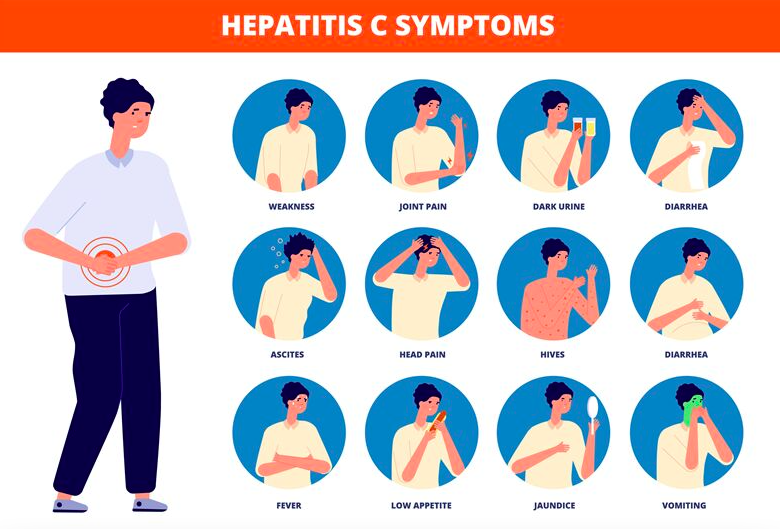 HEPATITIS C SYMPTOMS
WEAKNESS
JOINT PAIN
DARK URINE
DIARRHEA
ASCITES
HEAD PAIN
HIVES
DIARRHEA
FEVER
LOW APPETITE
JAUNDICE
VOMITING